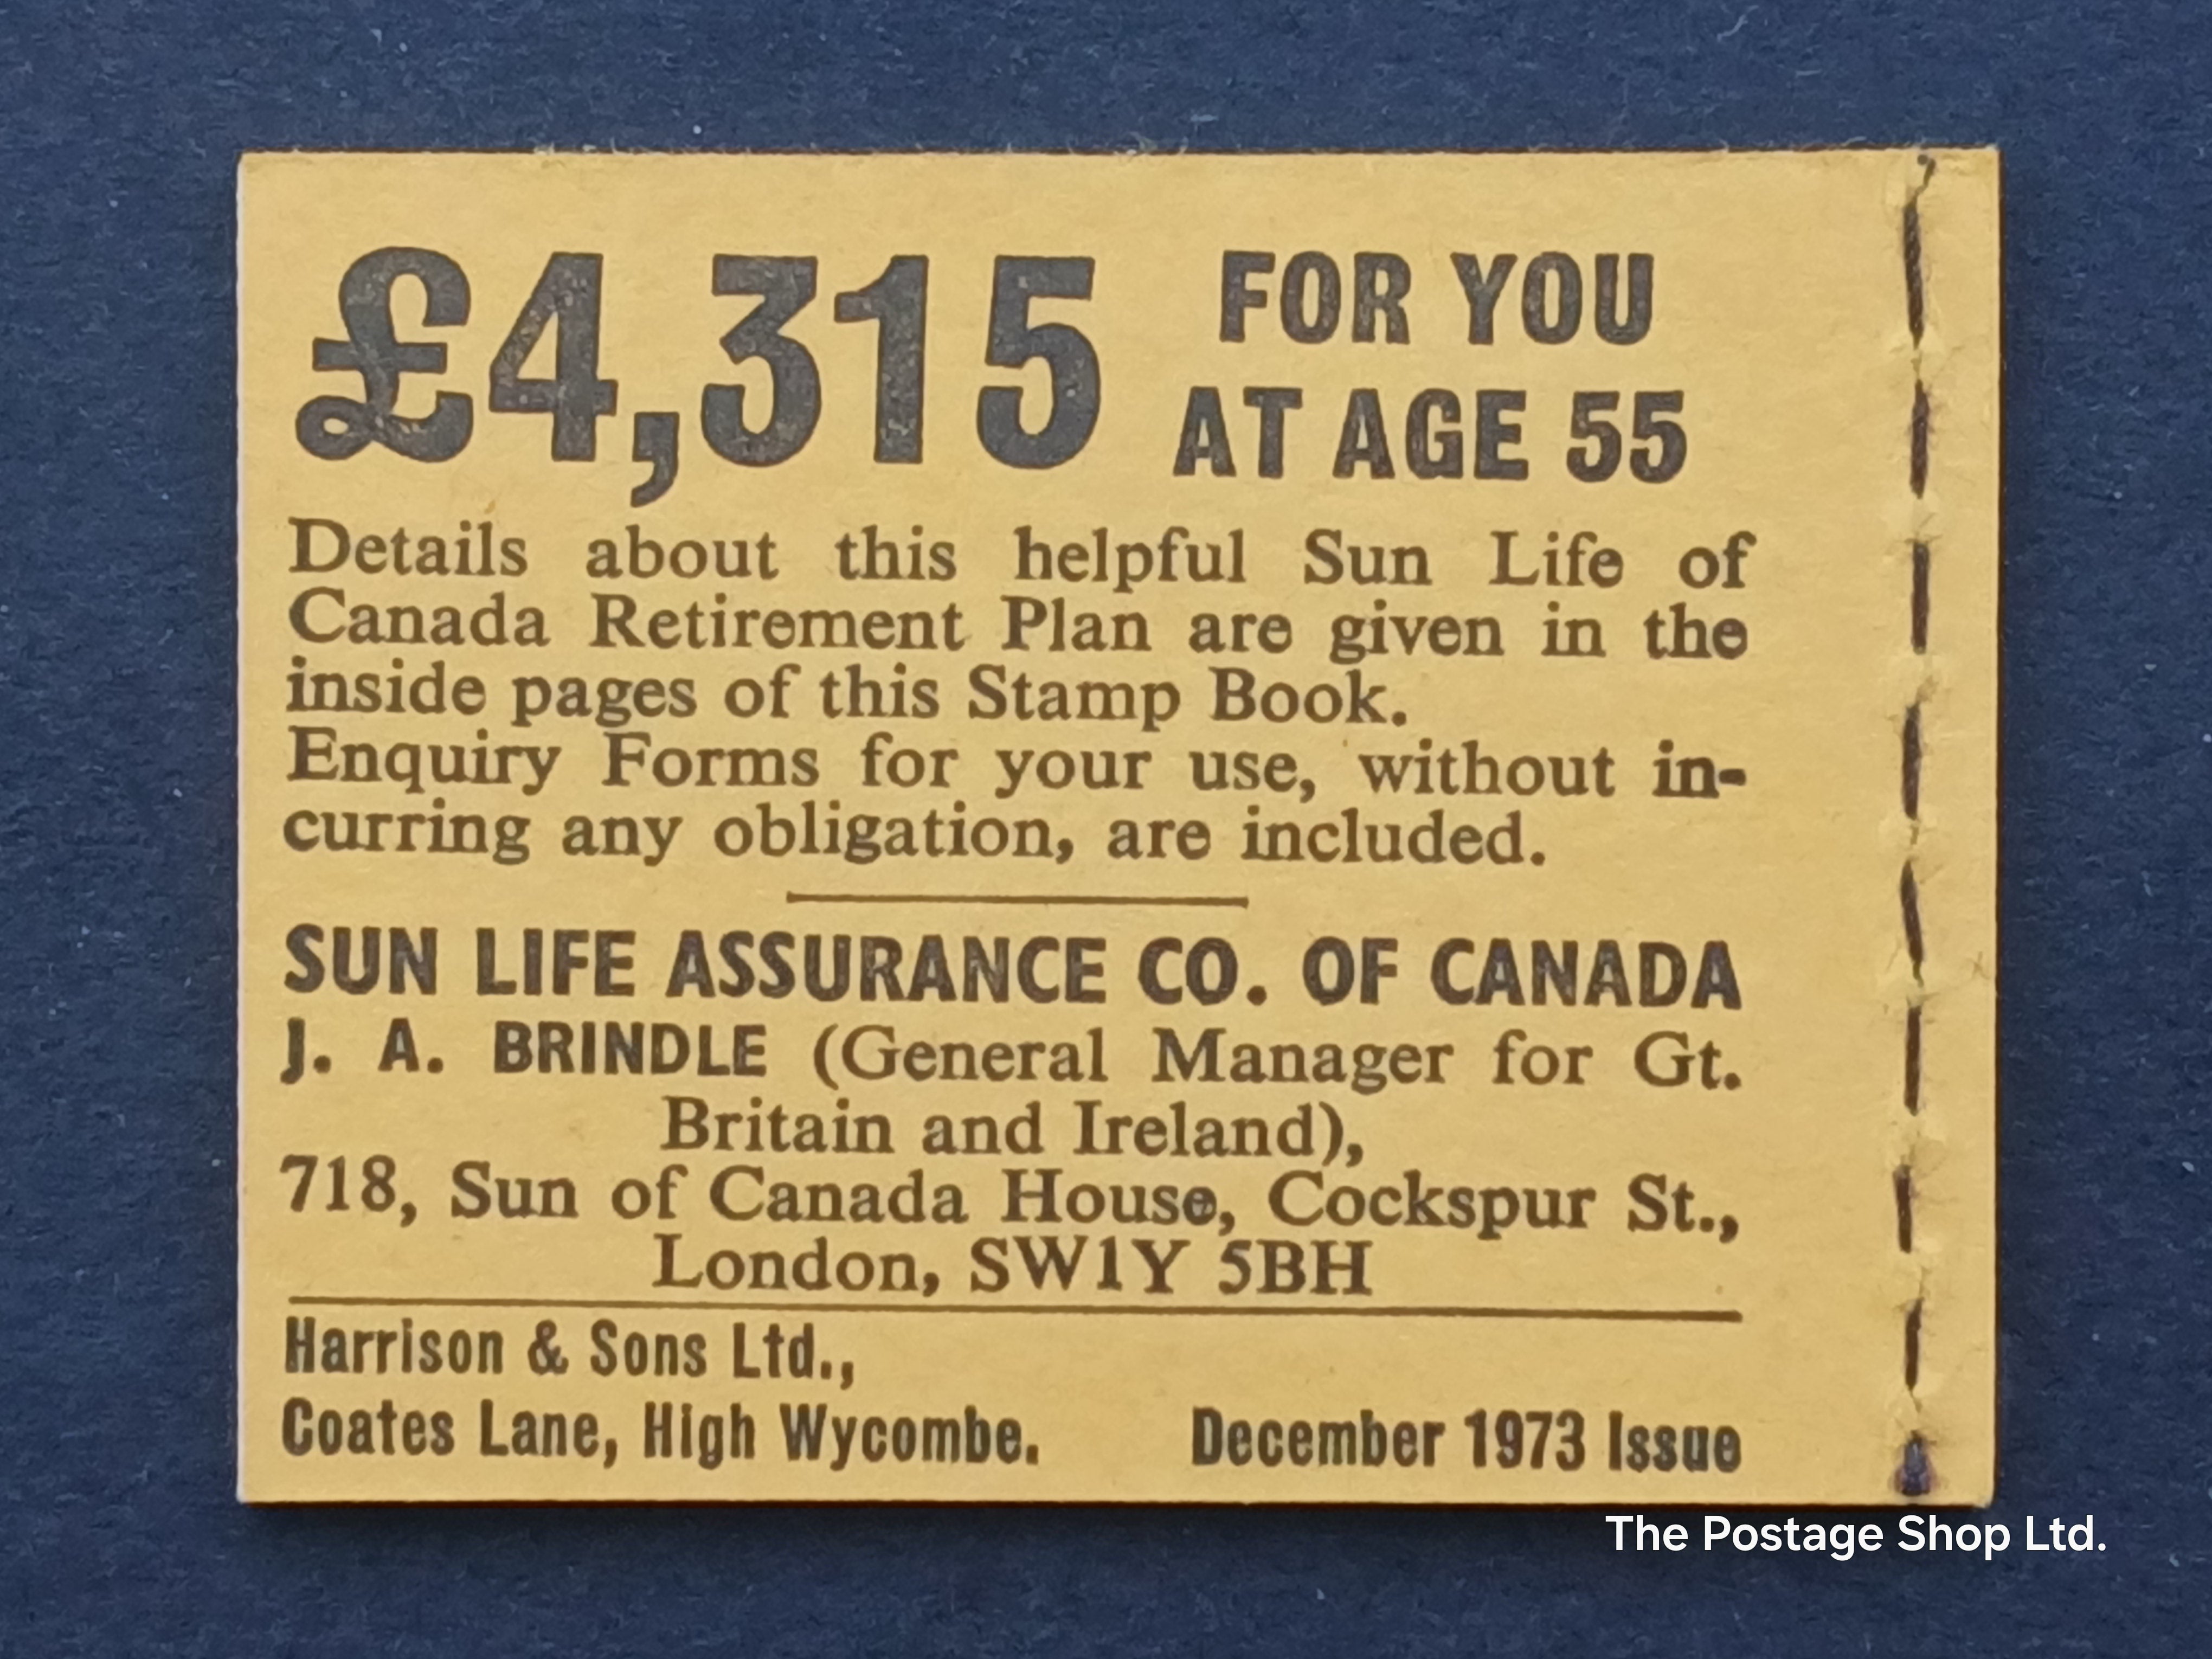 £4,315 FOR YOU
AT AGE 55
Details about this helpful Sun Life of
Canada Retirement Plan are given in the
inside pages of this Stamp Book.
Enquiry Forms for your use, without in-
curring any obligation, are included.
SUN LIFE ASSURANCE CO. OF CANADA
J. A. BRINDLE (General Manager for Gt.
Britain and Ireland),
718, Sun of Canada House, Cockspur St.,
London, SW1Y 5BH
Harrison & Sons Ltd.,
Coates Lane, High Wycombe. December 1973 Issue
The Postage Shop Ltd.